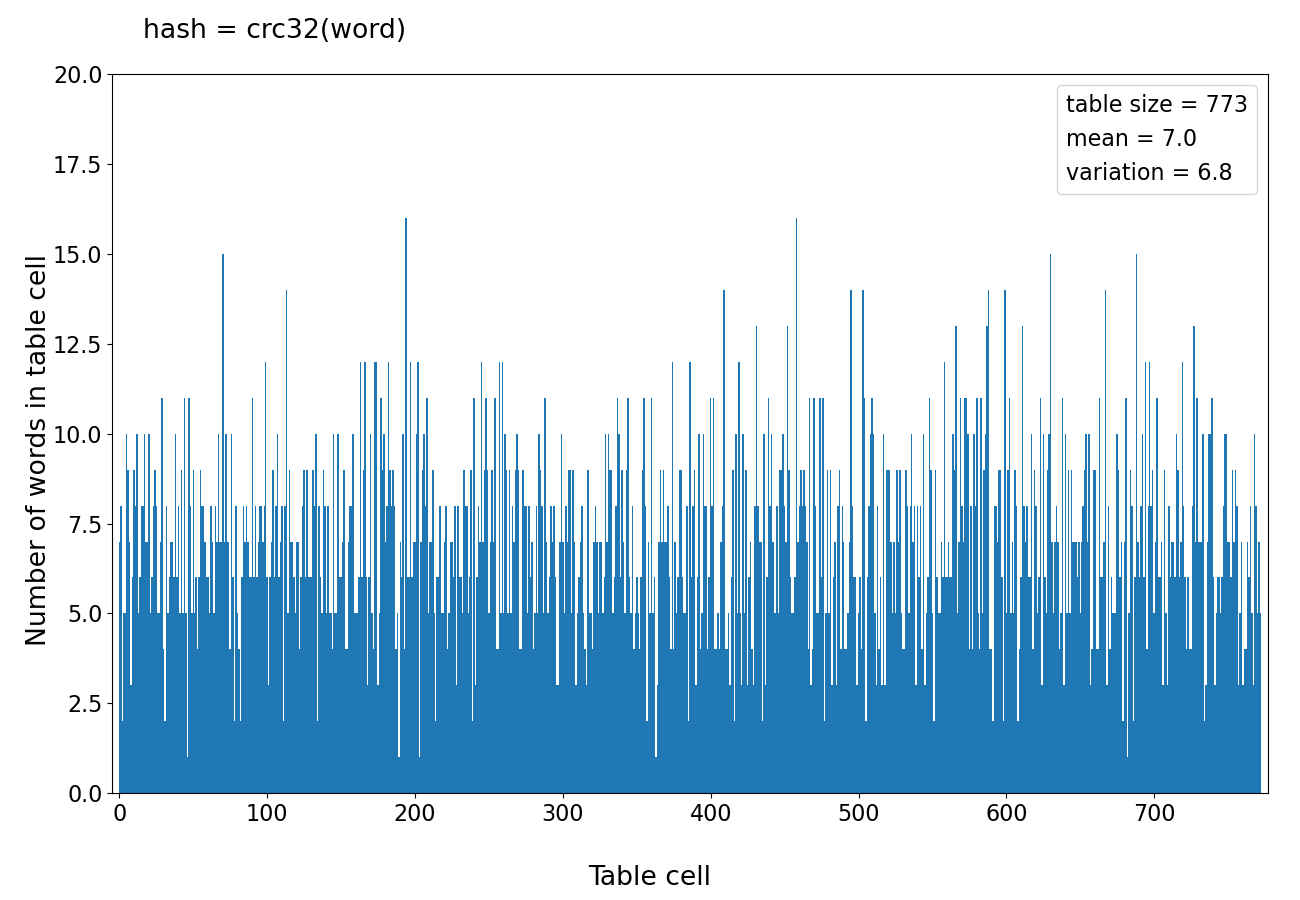 hash = crc32(word)
20.0
17.5
15.0
12.5
10.0
7.5
5.0
2.5
0.0
Number of words in table cell
table size = 773
mean = 7.0
variation = 6.8
0 100 200 300 400 500 600 700
Table cell